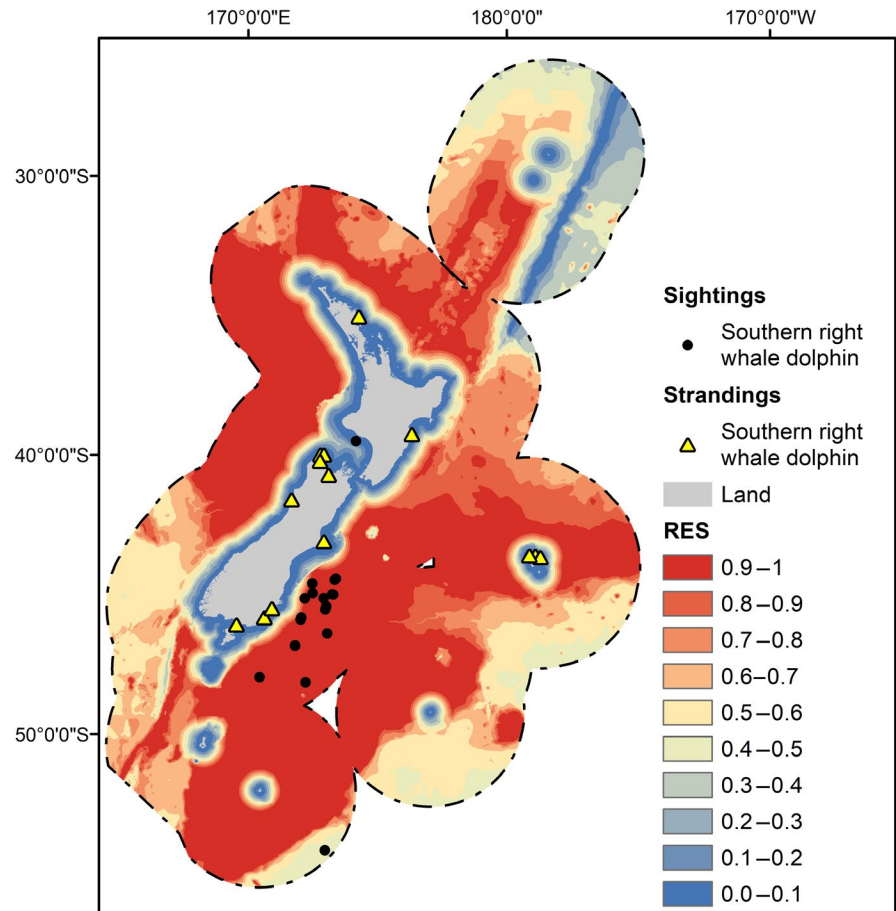 170°0'0"E
180°0'0"
170°0'0"W
30°0'0"S
40°0'0"S
50°0'0"S
Sightings
Southern right
whale dolphin
Strandings
Southern right
whale dolphin
Land
RES
0.9–1
0.8–0.9
0.7–0.8
0.6–0.7
0.5–0.6
0.4–0.5
0.3–0.4
0.2–0.3
0.1–0.2
0.0–0.1